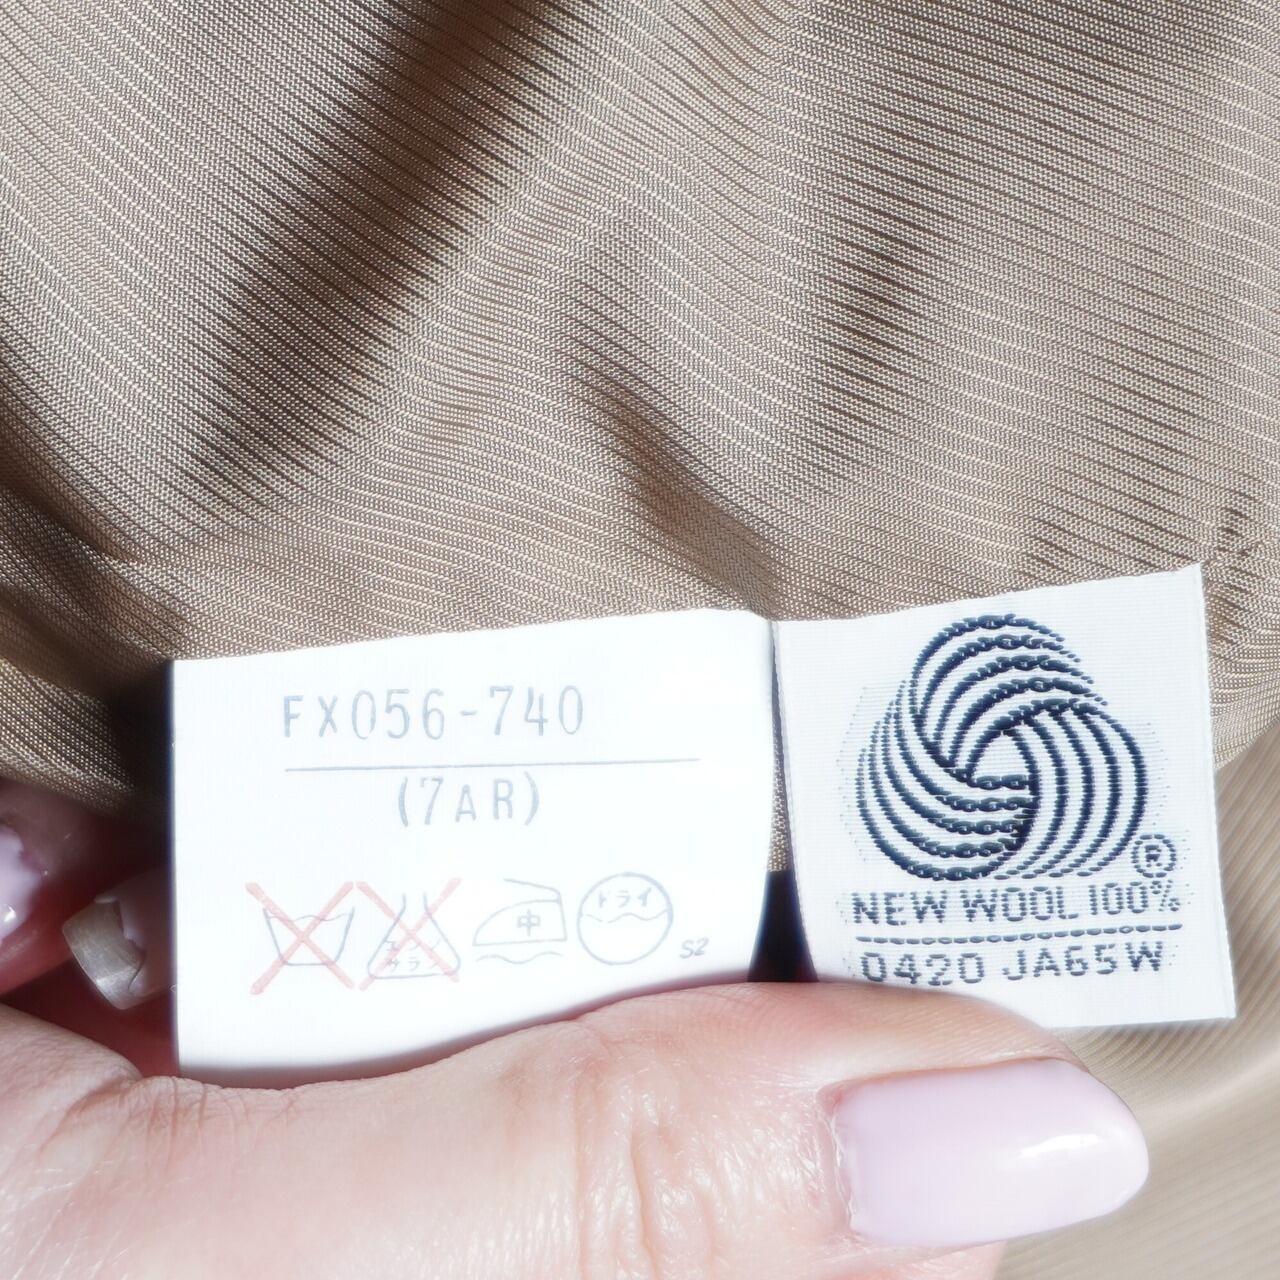 FX056-740
(7AR)
エンソ
サラシ
中
ドライ
S2
®
NEW WOOL 100%
0420 JA65W